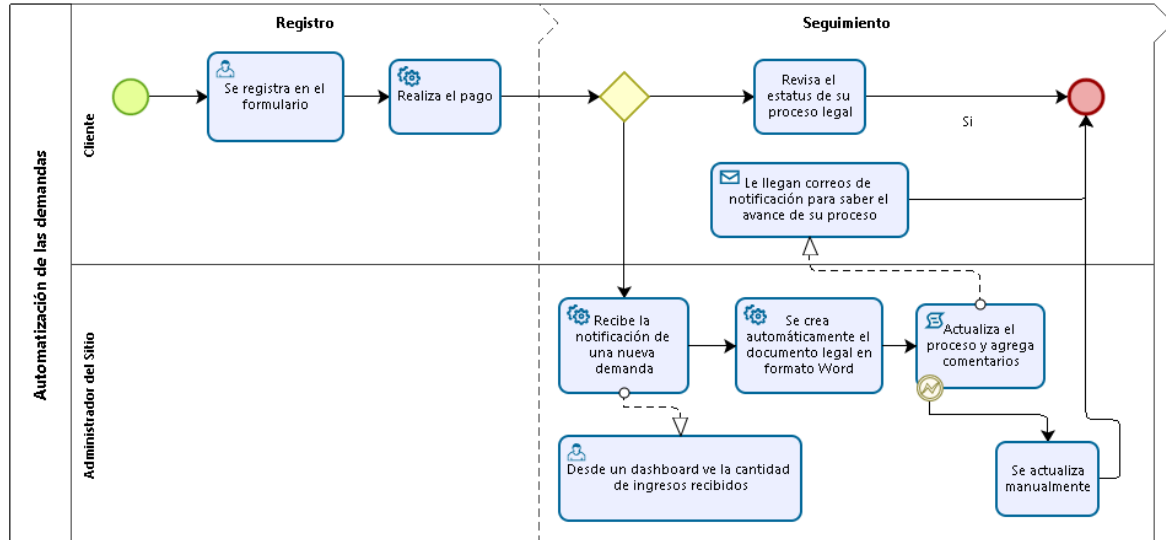 Registro
Seguimiento
Automatización de las demandas
Cliente
Se registra en el
formulario
Realiza el pago
Revisa el
estatus de su
proceso legal
Si
Le llegan correos de
notificación para saber el
avance de su proceso
Administrador del Sitio
Recibe la
notificación de
una nueva
demanda
Se crea
automáticamente el
documento legal en
formato Word
Actualiza el
proceso y agrega
comentarios
Desde un dashboard ve la cantidad
de ingresos recibidos
Se actualiza
manualmente